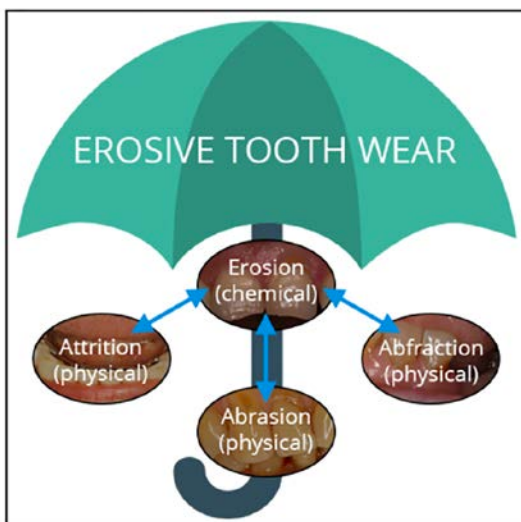 EROSIVE TOOTH WEAR
Erosion
(chemical)
Attrition
(physical)
Abfraction
(physical)
Abrasion
(physical)